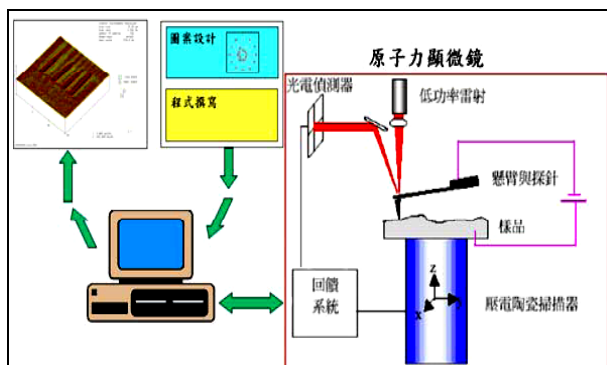 圖案設計
程式撰寫
原子力顯微鏡
光電偵測器
低功率雷射
懸臂與探針
樣品
回饋
系統
z
x
壓電陶瓷掃描器